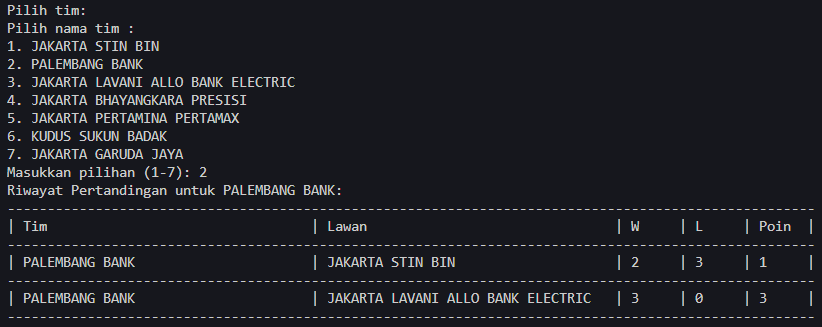 Pilih tim:
Pilih nama tim :
1. JAKARTA STIN BIN
2. PALEMBANG BANK
3. JAKARTA LAVANI ALLO BANK ELECTRIC
4. JAKARTA BHAYANGKARA PRESISI
5. JAKARTA PERTAMINA PERTAMAX
6. KUDUS SUKUN BADAK
7. JAKARTA GARUDA JAYA
Masukkan pilihan (1-7): 2
Riwayat Pertandingan untuk PALEMBANG BANK:
| Tim | Lawan | W | L | Poin |
| PALEMBANG BANK | JAKARTA STIN BIN | 2 | 3 | 1 |
| PALEMBANG BANK | JAKARTA LAVANI ALLO BANK ELECTRIC | 3 | 0 | 3 |